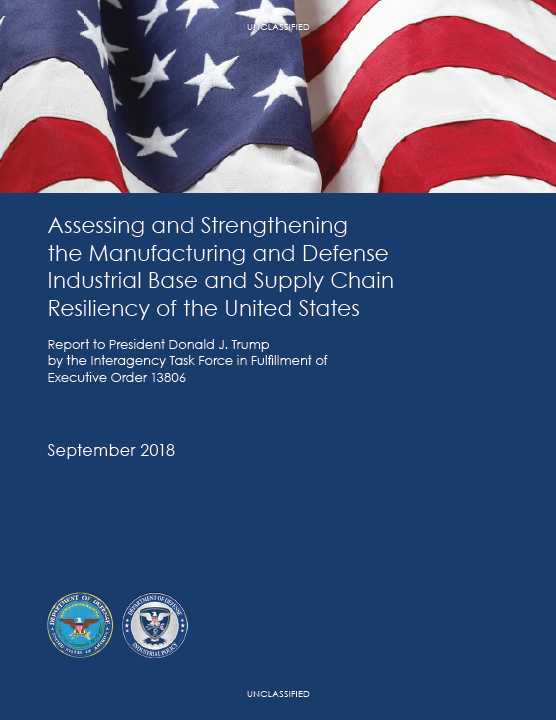 UNCLASSIFIED
Assessing and Strengthening
the Manufacturing and Defense
Industrial Base and Supply Chain
Resiliency of the United States
Report to President Donald J. Trump
by the Interagency Task Force in Fulfillment of
Executive Order 13806
September 2018
DEPARTMENT OF DEFENSE
UNITED STATES OF AMERICA
DEPARTMENT OF DEFENSE
INDUSTRIAL POLICY
UNCLASSIFIED